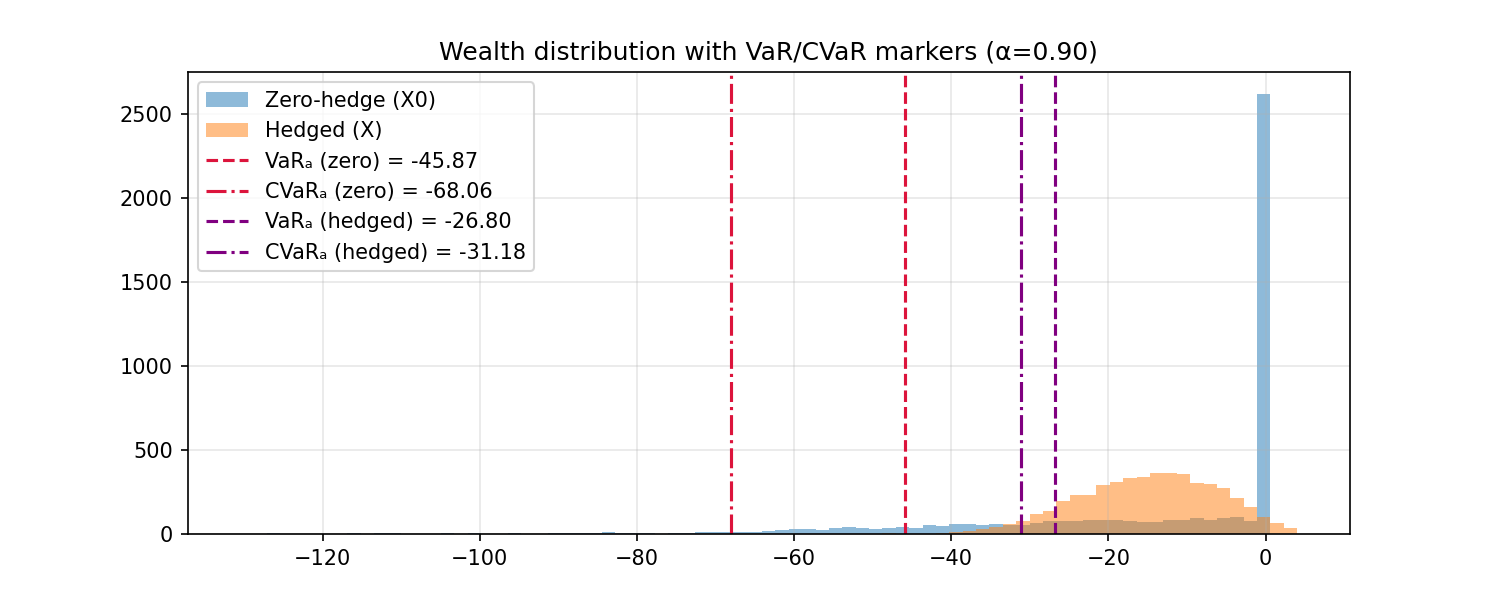 Wealth distribution with VaR/CVaR markers (α=0.90)
Zero-hedge (X0)
Hedged (X)
VaRₐ (zero) = -45.87
CVaRₐ (zero) = -68.06
VaRₐ (hedged) = -26.80
CVaRₐ (hedged) = -31.18
2500
2000
1500
1000
500
0
−120 −100 −80 −60 −40 −20 0